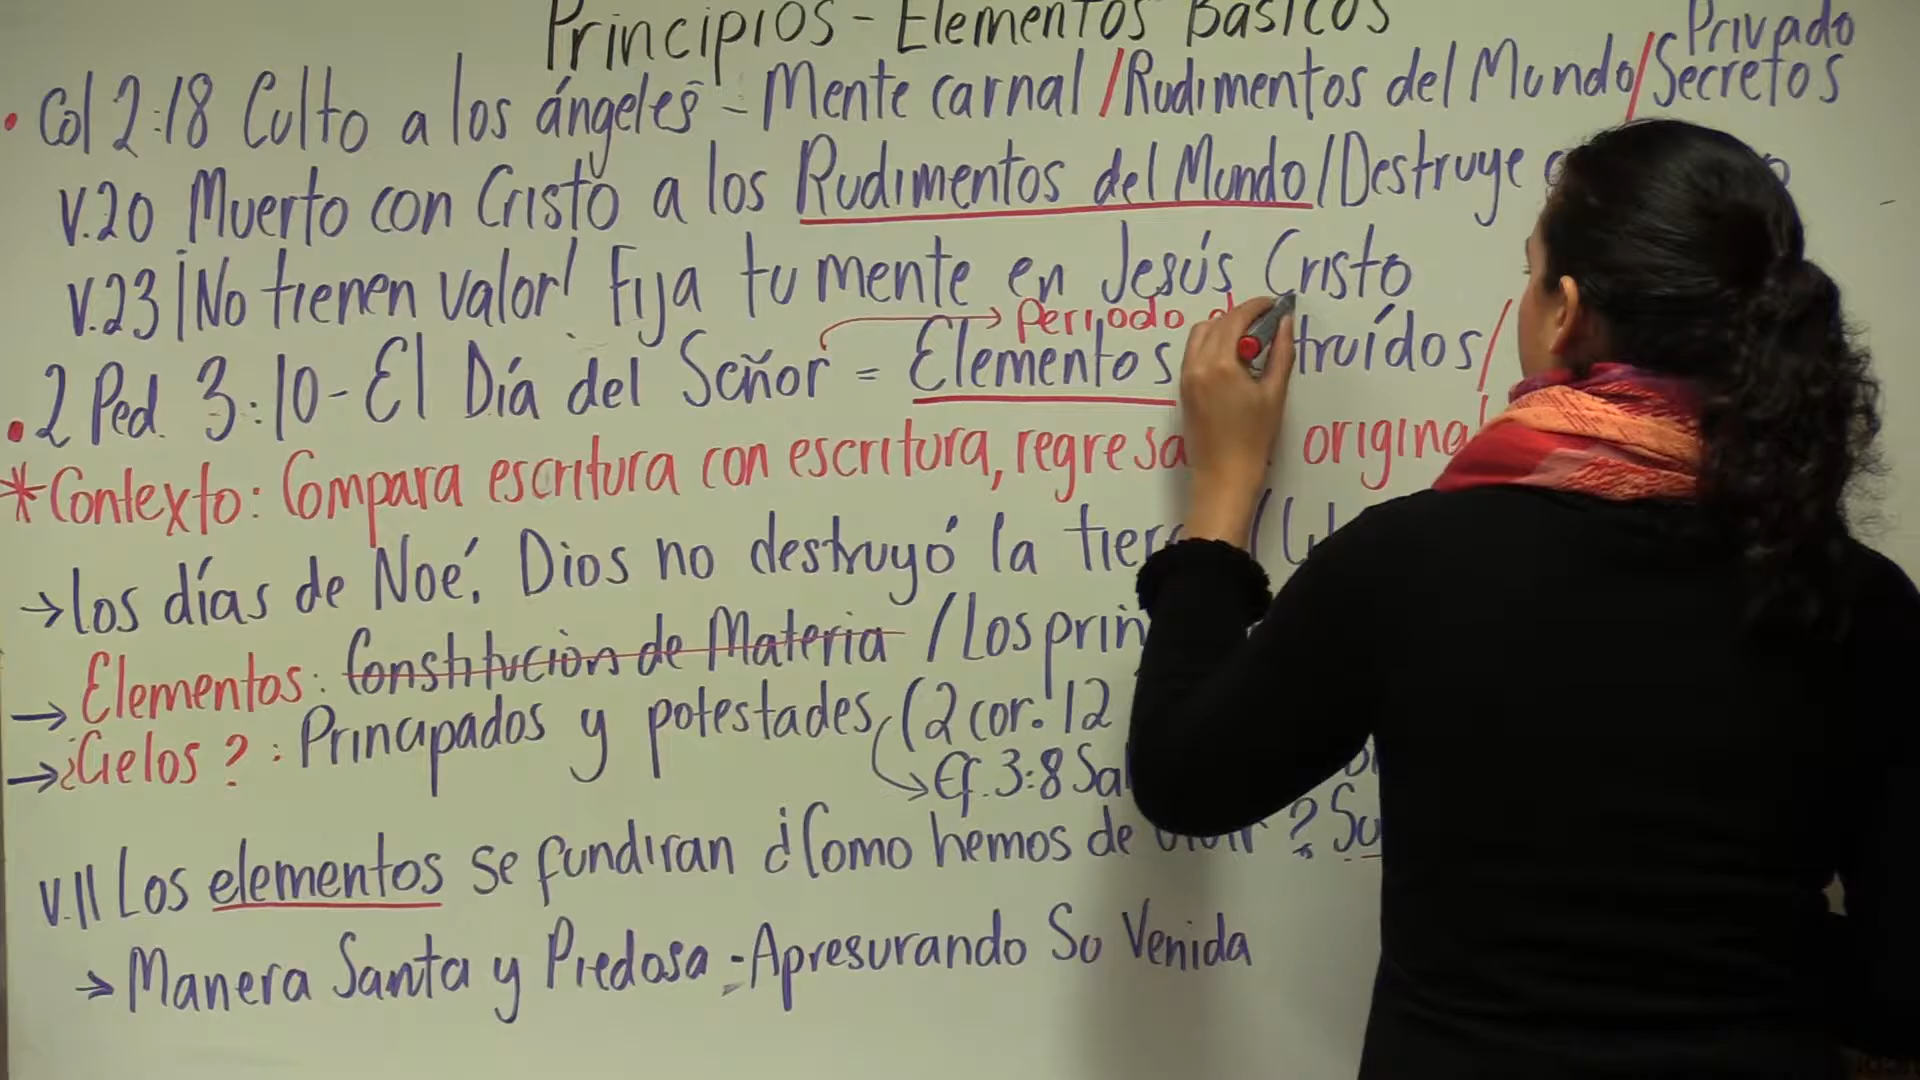 Principios - Elementos Básicos
Privado
• Col 2:18 Culto a los ángeles - Mente carnal / Rudimentos del Mundo / Secretos
v.20 Muerto con Cristo a los Rudimentos del Mundo / Destruye
v.23 ¡No tienen valor! Fija tu mente en Jesús Cristo
→ Periodo
• 2 Ped. 3:10 - El Día del Señor = Elementos truídos /
* Contexto: Compara escritura con escritura, regresa original
→ los días de Noé: Dios no destruyó la
→ Elementos: Constitución de Materia / Los
→ ¿Cielos?: Principados y potestades, (2 cor. 12
→ Ef. 3:8
v.11 Los elementos se fundiran ¿Como hemos de ?
→ Manera Santa y Piedosa - Apresurando Su Venida